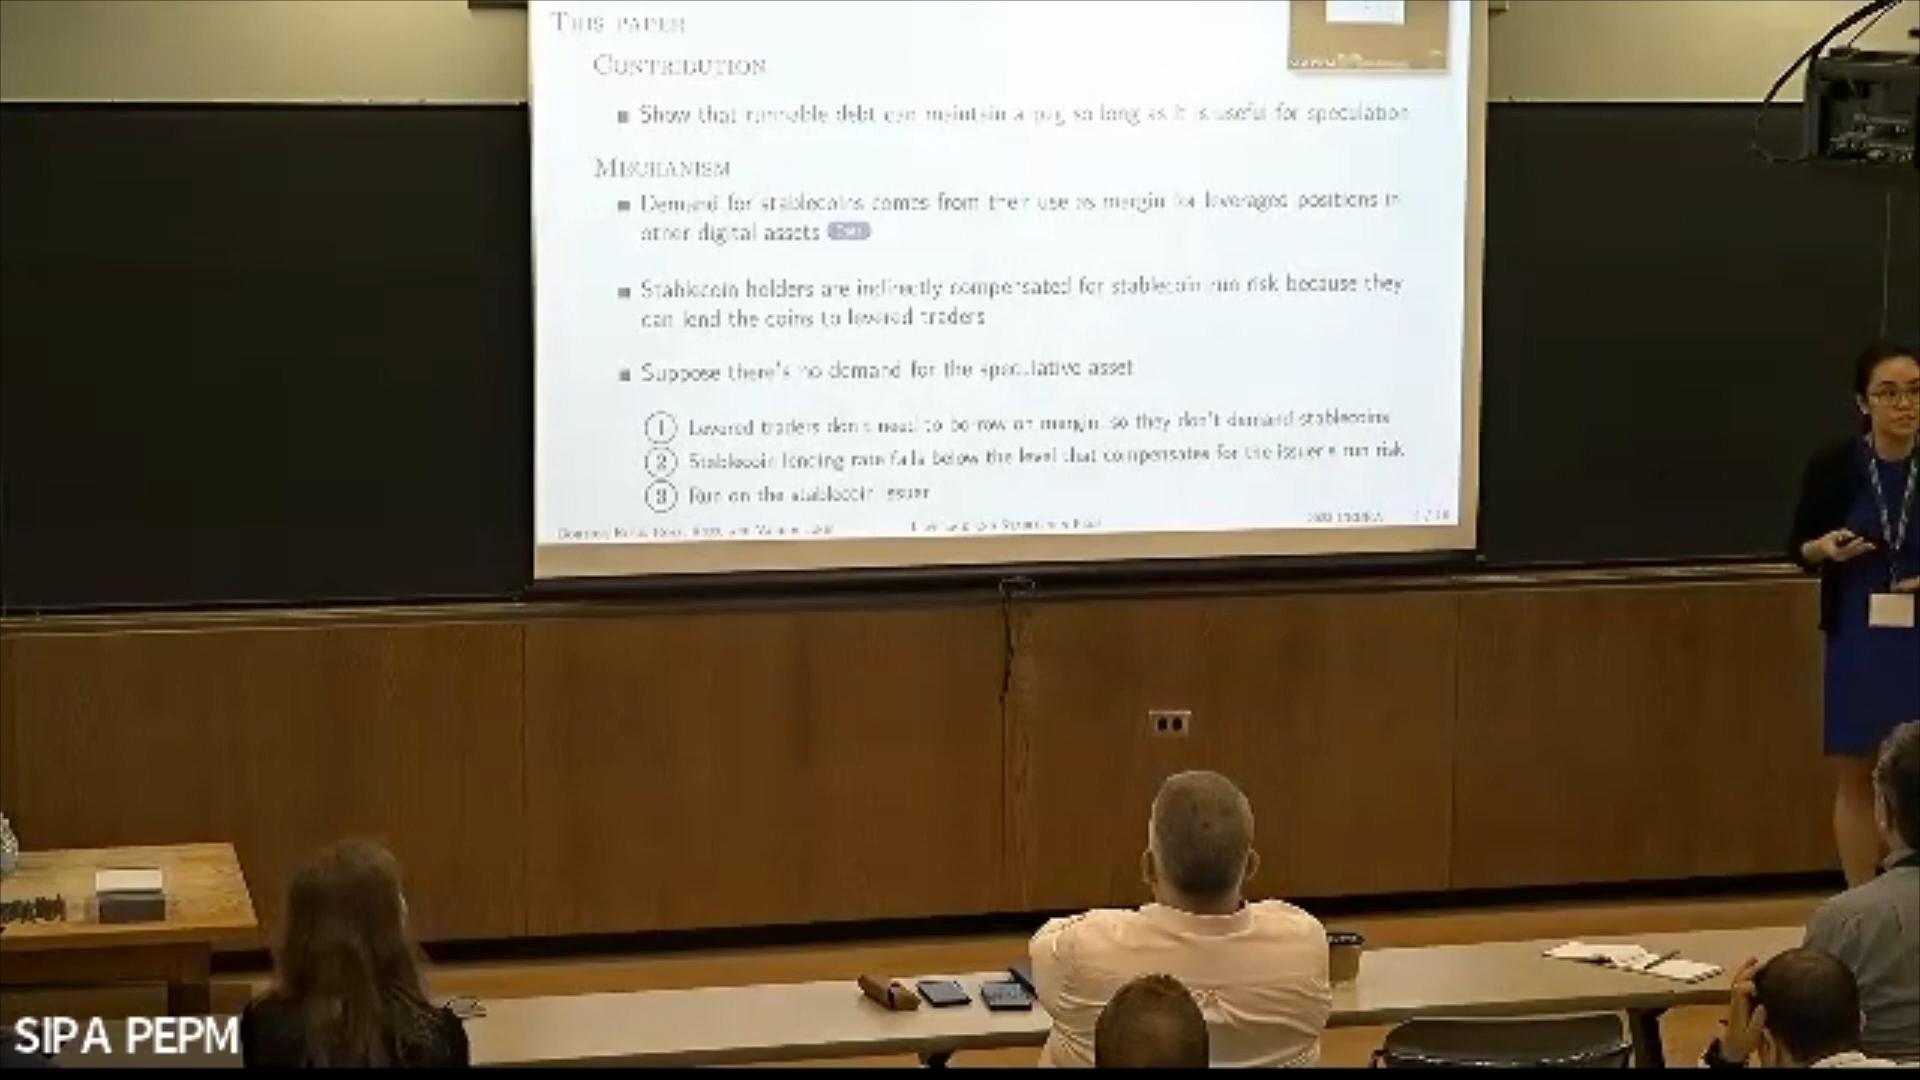 THIS PAPER
CONTRIBUTION
Show that runnable debt can maintain a peg so long as it is useful for speculation
MECHANISM
Demand for stablecoins comes from their use as margin for leveraged positions in
other digital assets
Stablecoin holders are indirectly compensated for stablecoin run risk because they
can lend the coins to levered traders
Suppose there's no demand for the speculative asset
1 Levered traders don't need to borrow on margin, so they don't demand stablecoins
2 Stablecoin lending rate falls below the level that compensates for the issuer's run risk
3 Run on the stablecoin issuer
SIPA PEPM